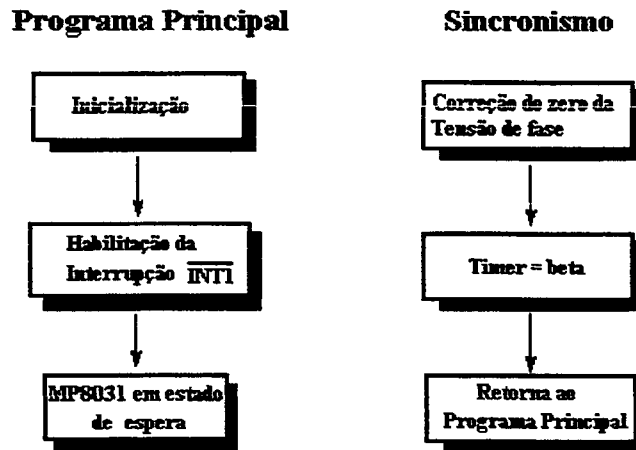 Programa Principal
Inicialização
Habilitação da
Interrupção INT1
MP8031 em estado
de espera
Sincronismo
Correção do zero da
Tensão de fase
Timer = beta
Retorna ao
Programa Principal